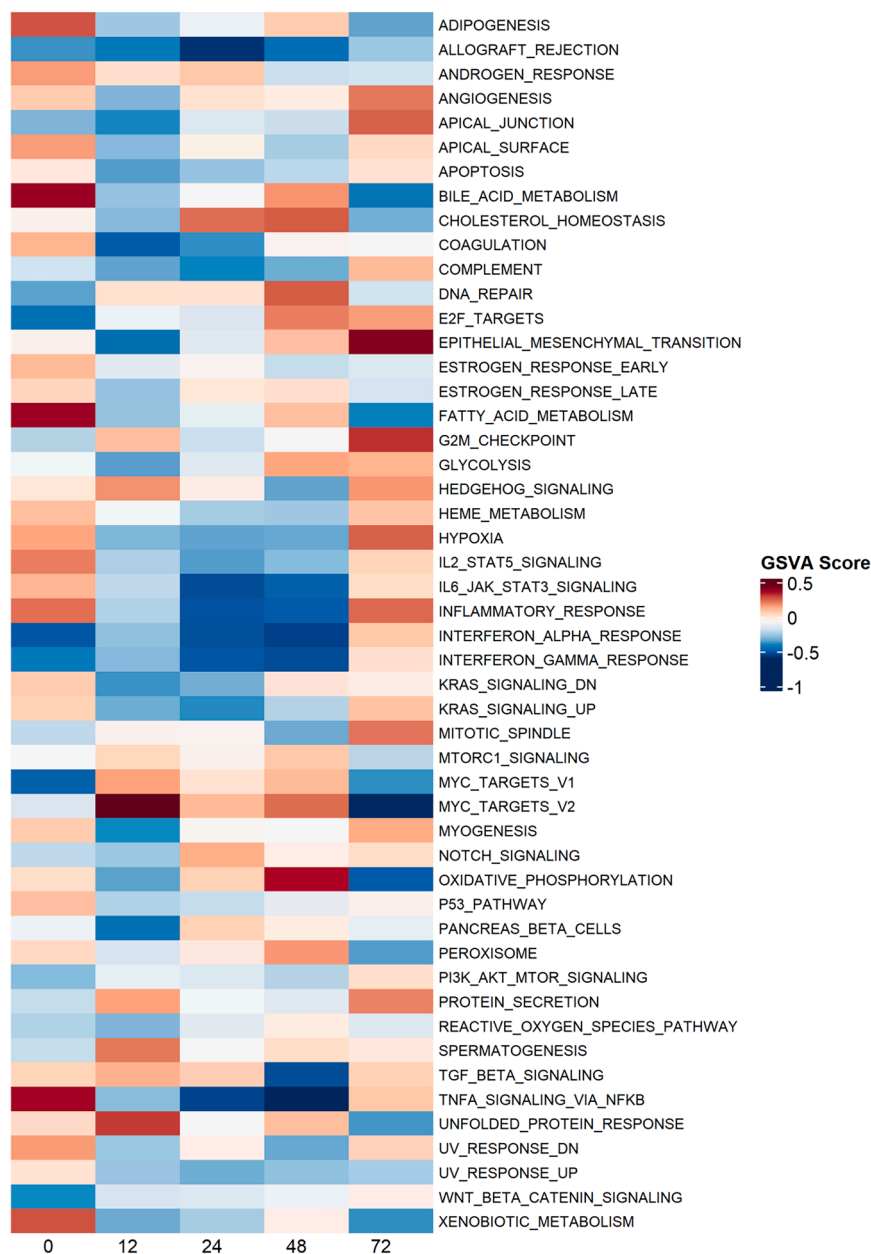 ADIPOGENESIS
ALLOGRAFT_REJECTION
ANDROGEN_RESPONSE
ANGIOGENESIS
APICAL_JUNCTION
APICAL_SURFACE
APOPTOSIS
BILE_ACID_METABOLISM
CHOLESTEROL_HOMEOSTASIS
COAGULATION
COMPLEMENT
DNA_REPAIR
E2F_TARGETS
EPITHELIAL_MESENCHYMAL_TRANSITION
ESTROGEN_RESPONSE_EARLY
ESTROGEN_RESPONSE_LATE
FATTY_ACID_METABOLISM
G2M_CHECKPOINT
GLYCOLYSIS
HEDGEHOG_SIGNALING
HEME_METABOLISM
HYPOXIA
IL2_STAT5_SIGNALING
IL6_JAK_STAT3_SIGNALING
INFLAMMATORY_RESPONSE
INTERFERON_ALPHA_RESPONSE
INTERFERON_GAMMA_RESPONSE
KRAS_SIGNALING_DN
KRAS_SIGNALING_UP
MITOTIC_SPINDLE
MTORC1_SIGNALING
MYC_TARGETS_V1
MYC_TARGETS_V2
MYOGENESIS
NOTCH_SIGNALING
OXIDATIVE_PHOSPHORYLATION
P53_PATHWAY
PANCREAS_BETA_CELLS
PEROXISOME
PI3K_AKT_MTOR_SIGNALING
PROTEIN_SECRETION
REACTIVE_OXYGEN_SPECIES_PATHWAY
SPERMATOGENESIS
TGF_BETA_SIGNALING
TNFA_SIGNALING_VIA_NFKB
UNFOLDED_PROTEIN_RESPONSE
UV_RESPONSE_DN
UV_RESPONSE_UP
WNT_BETA_CATENIN_SIGNALING
XENOBIOTIC_METABOLISM
0 12 24 48 72
GSVA Score
0.5
0
-0.5
-1